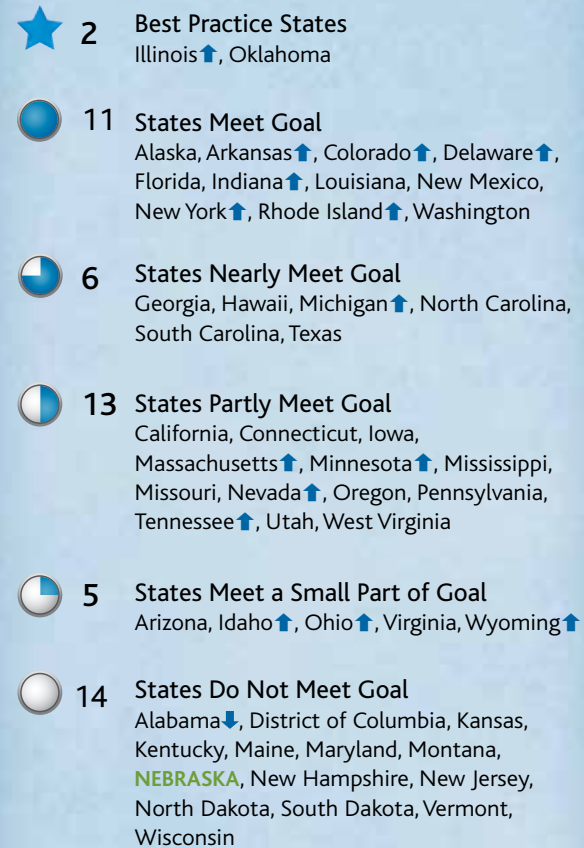 2 Best Practice States
Illinois⬆, Oklahoma
11 States Meet Goal
Alaska, Arkansas⬆, Colorado⬆, Delaware⬆,
Florida, Indiana⬆, Louisiana, New Mexico,
New York⬆, Rhode Island⬆, Washington
6 States Nearly Meet Goal
Georgia, Hawaii, Michigan⬆, North Carolina,
South Carolina, Texas
13 States Partly Meet Goal
California, Connecticut, Iowa,
Massachusetts⬆, Minnesota⬆, Mississippi,
Missouri, Nevada⬆, Oregon, Pennsylvania,
Tennessee⬆, Utah, West Virginia
5 States Meet a Small Part of Goal
Arizona, Idaho⬆, Ohio⬆, Virginia, Wyoming⬆
14 States Do Not Meet Goal
Alabama⬇, District of Columbia, Kansas,
Kentucky, Maine, Maryland, Montana,
NEBRASKA, New Hampshire, New Jersey,
North Dakota, South Dakota, Vermont,
Wisconsin